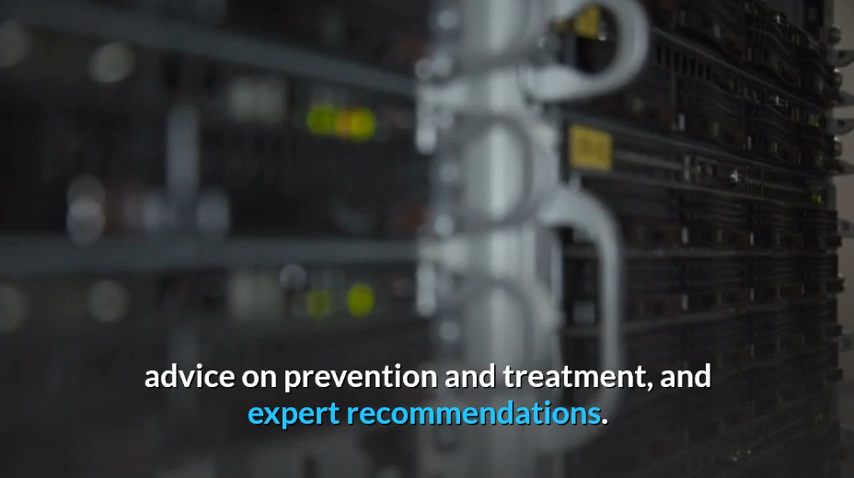 advice on prevention and treatment, and
expert recommendations.